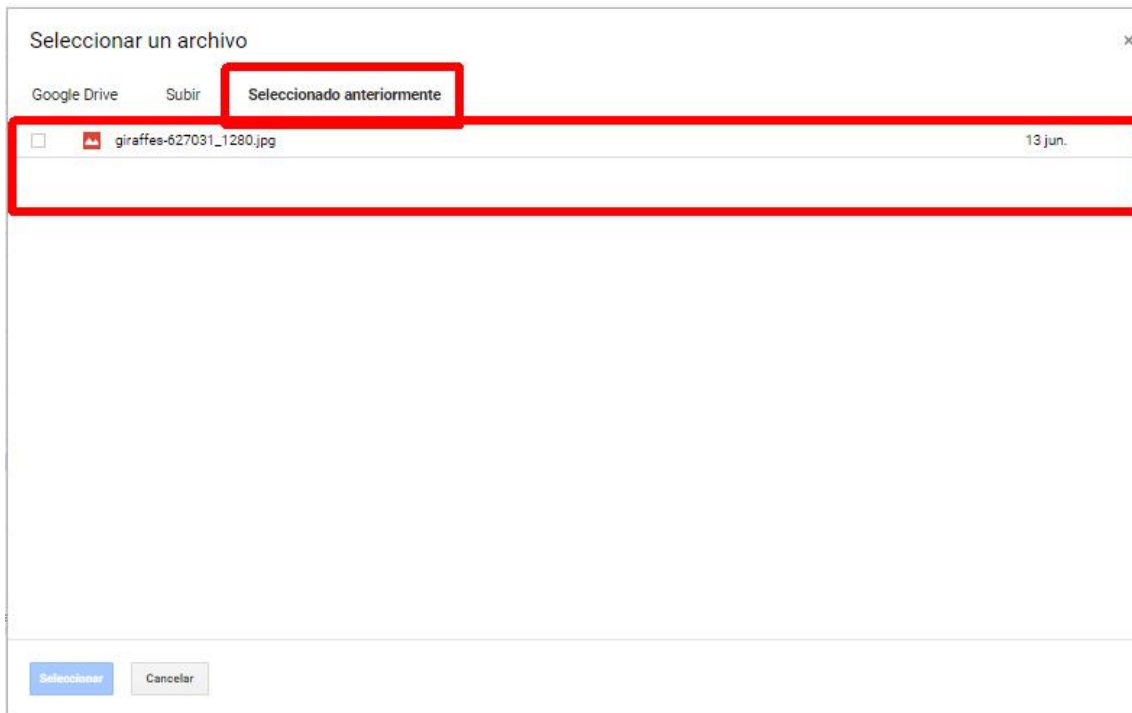 Seleccionar un archivo ×
Google Drive Subir Seleccionado anteriormente
giraffes-627031_1280.jpg 13 jun.
Seleccionar Cancelar